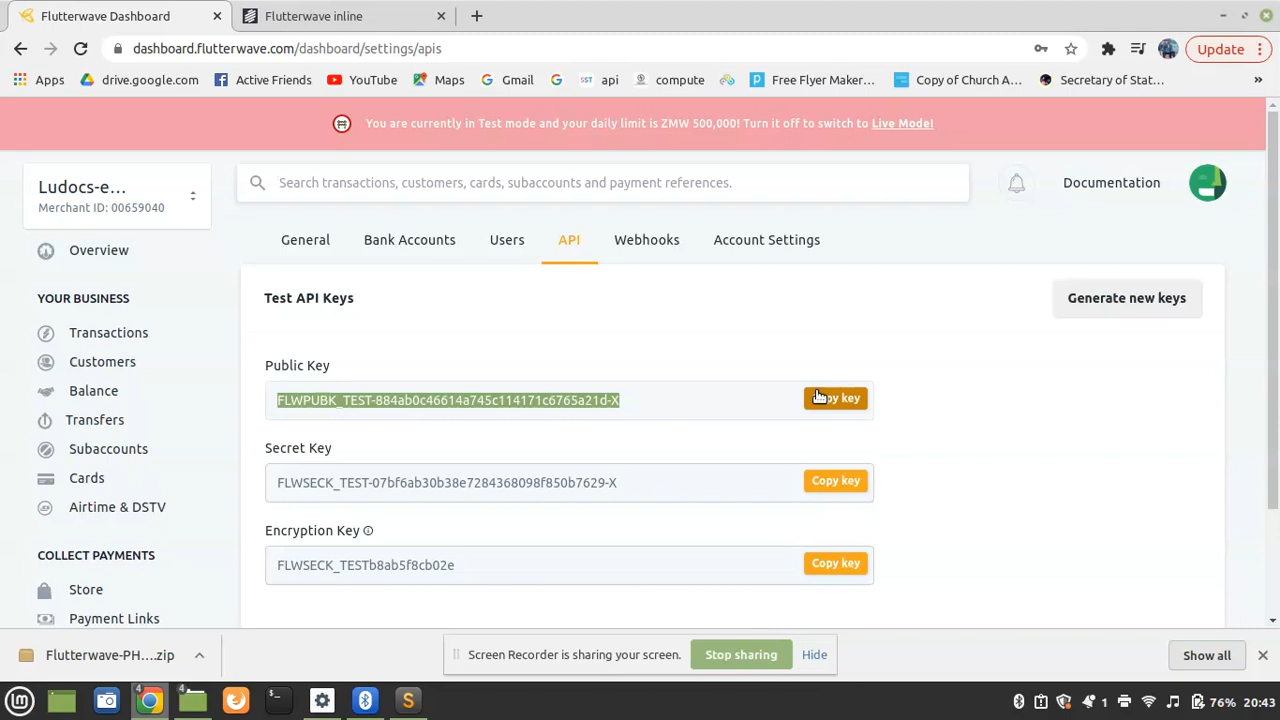 Flutterwave Dashboard
Flutterwave inline
dashboard.flutterwave.com/dashboard/settings/apis
Update
Apps
drive.google.com
Active Friends
YouTube
Maps
Gmail
api
compute
Free Flyer Maker...
Copy of Church A...
Secretary of Stat...
You are currently in Test mode and your daily limit is ZMW 500,000! Turn it off to switch to Live Mode!
Ludocs-e...
Merchant ID: 00659040
Search transactions, customers, cards, subaccounts and payment references.
Documentation
General
Bank Accounts
Users
API
Webhooks
Account Settings
Overview
YOUR BUSINESS
Transactions
Customers
Balance
Transfers
Subaccounts
Cards
Airtime & DSTV
COLLECT PAYMENTS
Store
Payment Links
Test API Keys
Generate new keys
Public Key
FLWPUBK_TEST-884ab0c46614a745c114171c6765a21d-X
key
Secret Key
FLWSECK_TEST-07bf6ab30b38e7284368098f850b7629-X
Copy key
Encryption Key
FLWSECK_TESTb8ab5f8cb02e
Copy key
Flutterwave-PH....zip
Screen Recorder is sharing your screen.
Stop sharing
Hide
Show all
4
4
1
76%
20:43